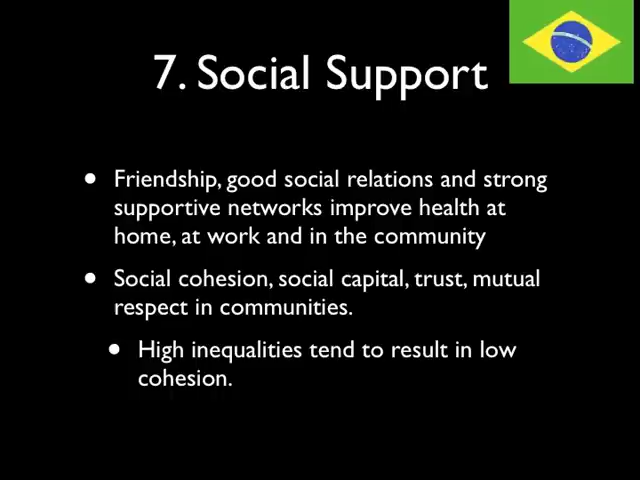 7. Social Support
• Friendship, good social relations and strong
supportive networks improve health at
home, at work and in the community
• Social cohesion, social capital, trust, mutual
respect in communities.
• High inequalities tend to result in low
cohesion.